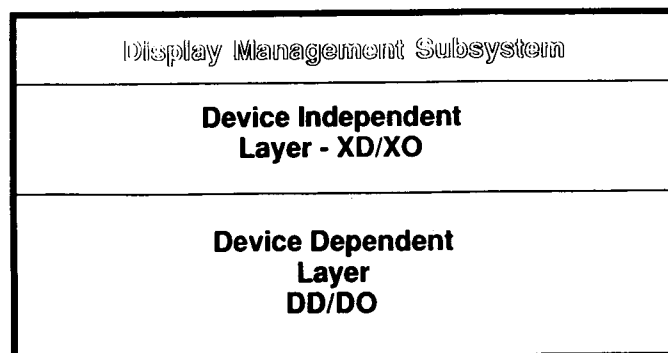 Display Management Subsystem
Device Independent
Layer - XD/XO
Device Dependent
Layer
DD/DO